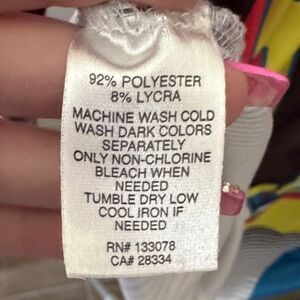 92% POLYESTER
8% LYCRA
MACHINE WASH COLD
WASH DARK COLORS
SEPARATELY
ONLY NON-CHLORINE
BLEACH WHEN
NEEDED
TUMBLE DRY LOW
COOL IRON IF
NEEDED
RN# 133078
CA# 28334